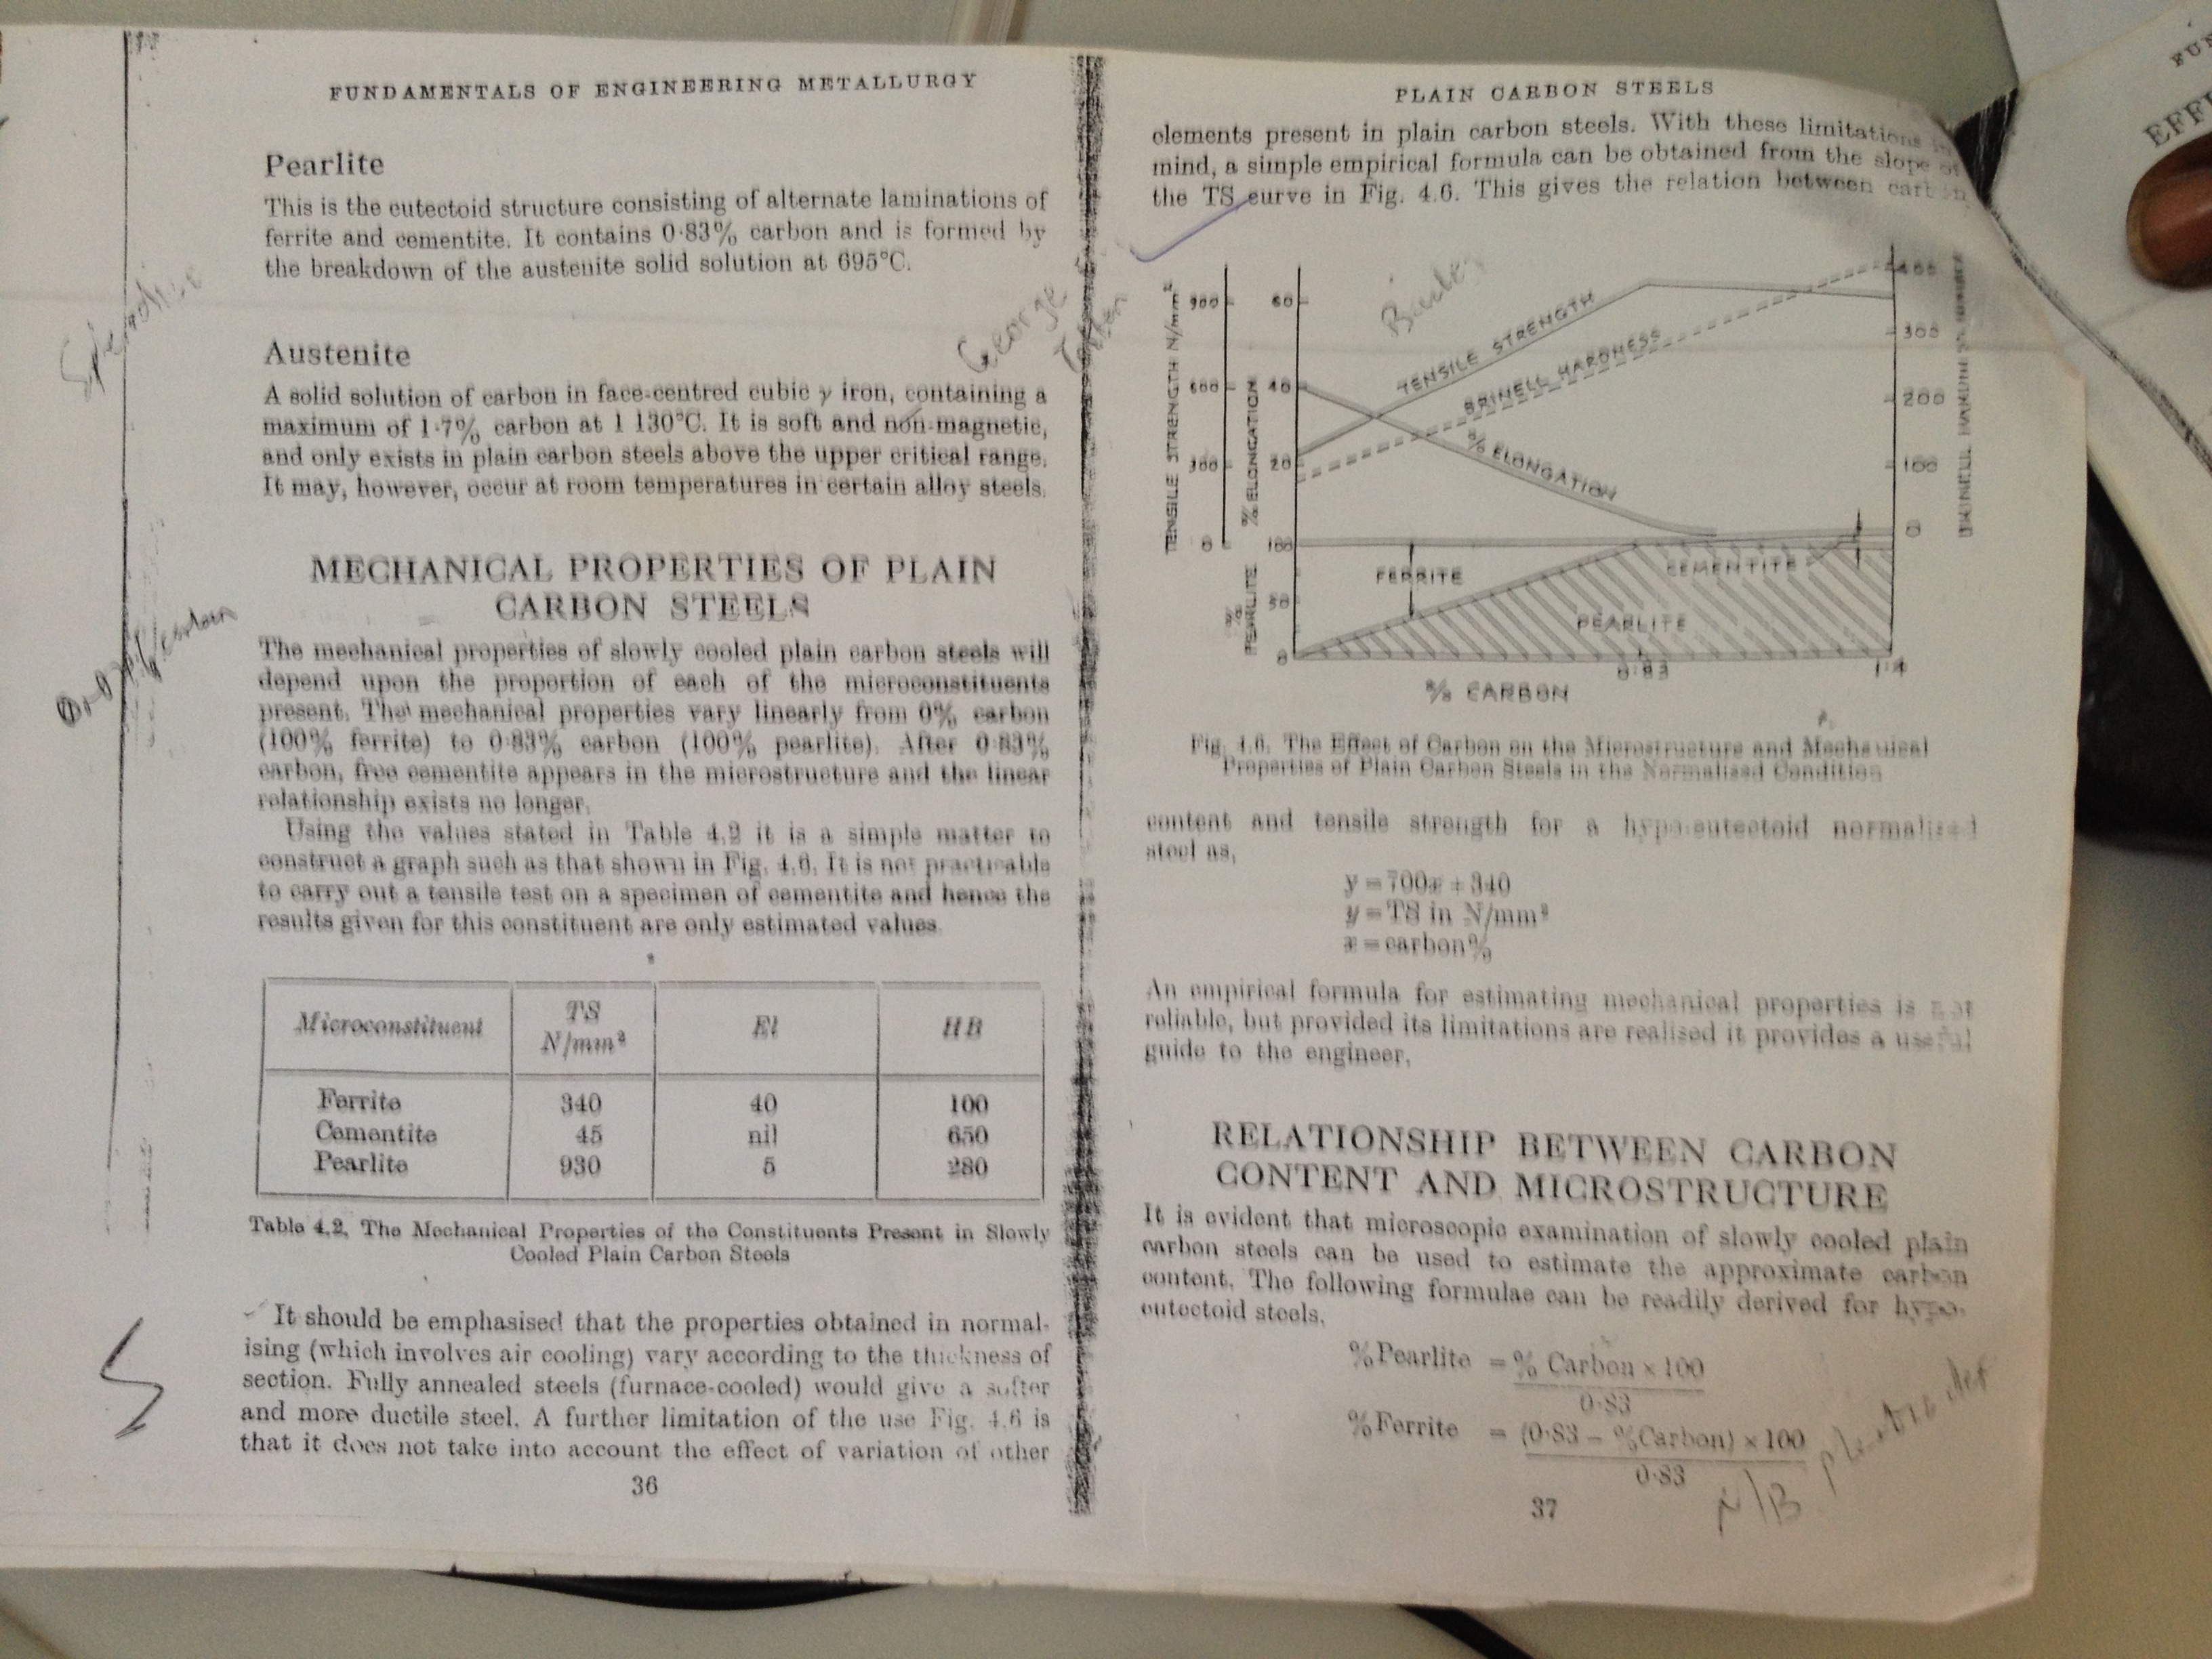 FUNDAMENTALS OF ENGINEERING METALLURGY
Pearlite
This is the eutectoid structure consisting of alternate laminations of
ferrite and cementite. It contains 0·83% carbon and is formed by
the breakdown of the austenite solid solution at 695°C.
Austenite
A solid solution of carbon in face-centred cubic γ iron, containing a
maximum of 1·7% carbon at 1 130°C. It is soft and non-magnetic,
and only exists in plain carbon steels above the upper critical range.
It may, however, occur at room temperatures in certain alloy steels.
George
MECHANICAL PROPERTIES OF PLAIN
CARBON STEELS
The mechanical properties of slowly cooled plain carbon steels will
depend upon the proportion of each of the microconstituents
present. The mechanical properties vary linearly from 0% carbon
(100% ferrite) to 0·83% carbon (100% pearlite). After 0·83%
carbon, free cementite appears in the microstructure and the linear
relationship exists no longer.
Using the values stated in Table 4.2 it is a simple matter to
construct a graph such as that shown in Fig. 4.6. It is not practicable
to carry out a tensile test on a specimen of cementite and hence the
results given for this constituent are only estimated values.
Microconstituent TS N/mm² El HB
Ferrite 340 40 100
Cementite 45 nil 650
Pearlite 930 5 280
Table 4.2. The Mechanical Properties of the Constituents Present in Slowly
Cooled Plain Carbon Steels
It should be emphasised that the properties obtained in normal-
ising (which involves air cooling) vary according to the thickness of
section. Fully annealed steels (furnace-cooled) would give a softer
and more ductile steel. A further limitation of the use Fig. 4.6 is
that it does not take into account the effect of variation of other
36
PLAIN CARBON STEELS
elements present in plain carbon steels. With these limitations in
mind, a simple empirical formula can be obtained from the slope of
the TS curve in Fig. 4.6. This gives the relation between carbon
TENSILE STRENGTH N/mm²
900
600
300
0
% ELONGATION
60
40
20
% PEARLITE
100
50
0
TENSILE STRENGTH
BRINELL HARDNESS
% ELONGATION
400
300
200
100
0
FERRITE
CEMENTITE
PEARLITE
0·83
1·4
% CARBON
Fig. 4.6. The Effect of Carbon on the Microstructure and Mechanical
Properties of Plain Carbon Steels in the Normalised Condition
content and tensile strength for a hypo-eutectoid normalised
steel as,
y = 700x + 340
y = TS in N/mm²
x = carbon%
An empirical formula for estimating mechanical properties is not
reliable, but provided its limitations are realised it provides a useful
guide to the engineer.
RELATIONSHIP BETWEEN CARBON
CONTENT AND MICROSTRUCTURE
It is evident that microscopic examination of slowly cooled plain
carbon steels can be used to estimate the approximate carbon
content. The following formulae can be readily derived for hypo-
eutectoid steels.
%Pearlite = % Carbon × 100
0·83
%Ferrite = (0·83 − %Carbon) × 100
0·83
N/B
37
FUN
EFF